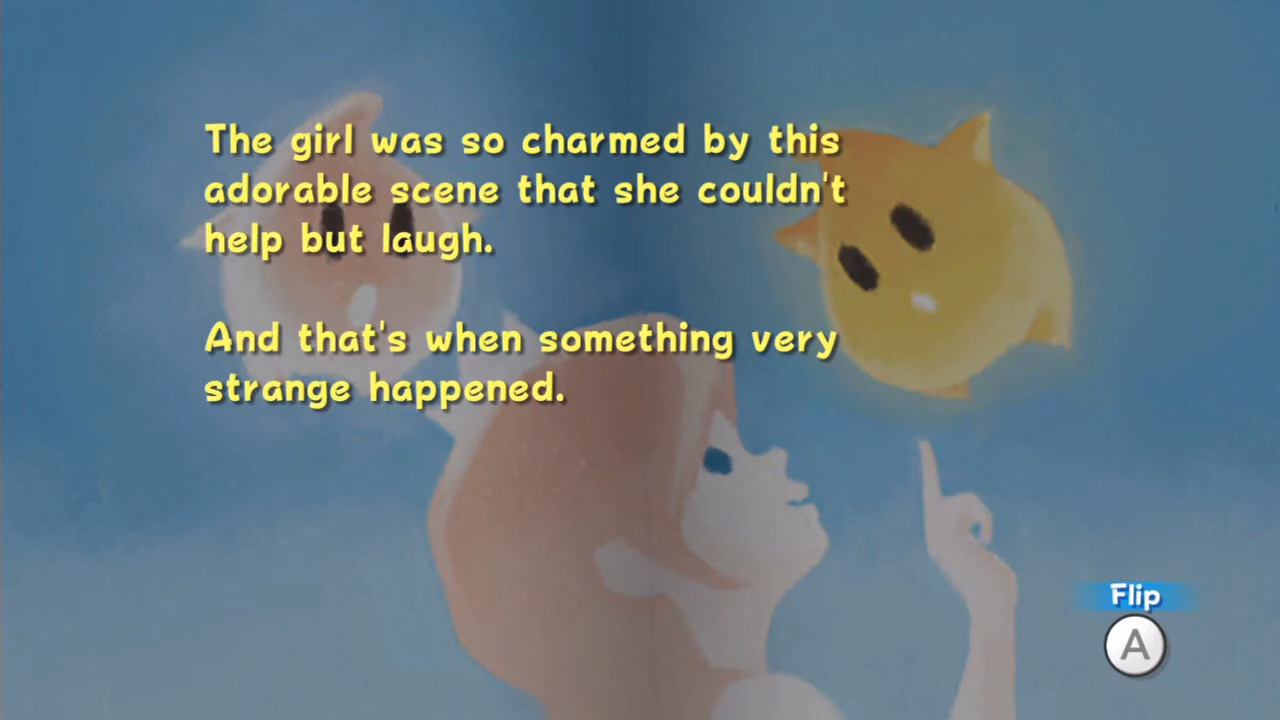 The girl was so charmed by this
adorable scene that she couldn't
help but laugh.
And that's when something very
strange happened.
Flip
A